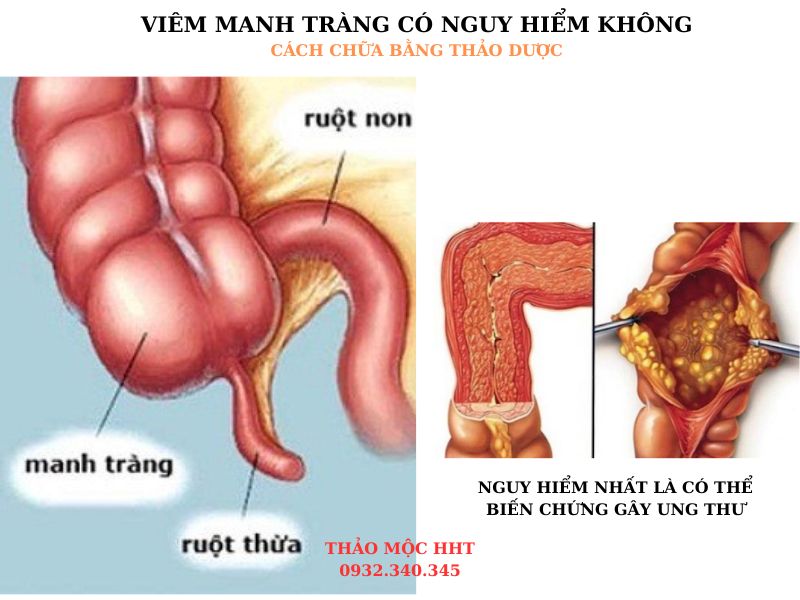 VIÊM MANH TRÀNG CÓ NGUY HIỂM KHÔNG
CÁCH CHỮA BẰNG THẢO DƯỢC
ruột non
manh tràng
ruột thừa
NGUY HIỂM NHẤT LÀ CÓ THỂ
BIẾN CHỨNG GÂY UNG THƯ
THẢO MỘC HHT
0932.340.345